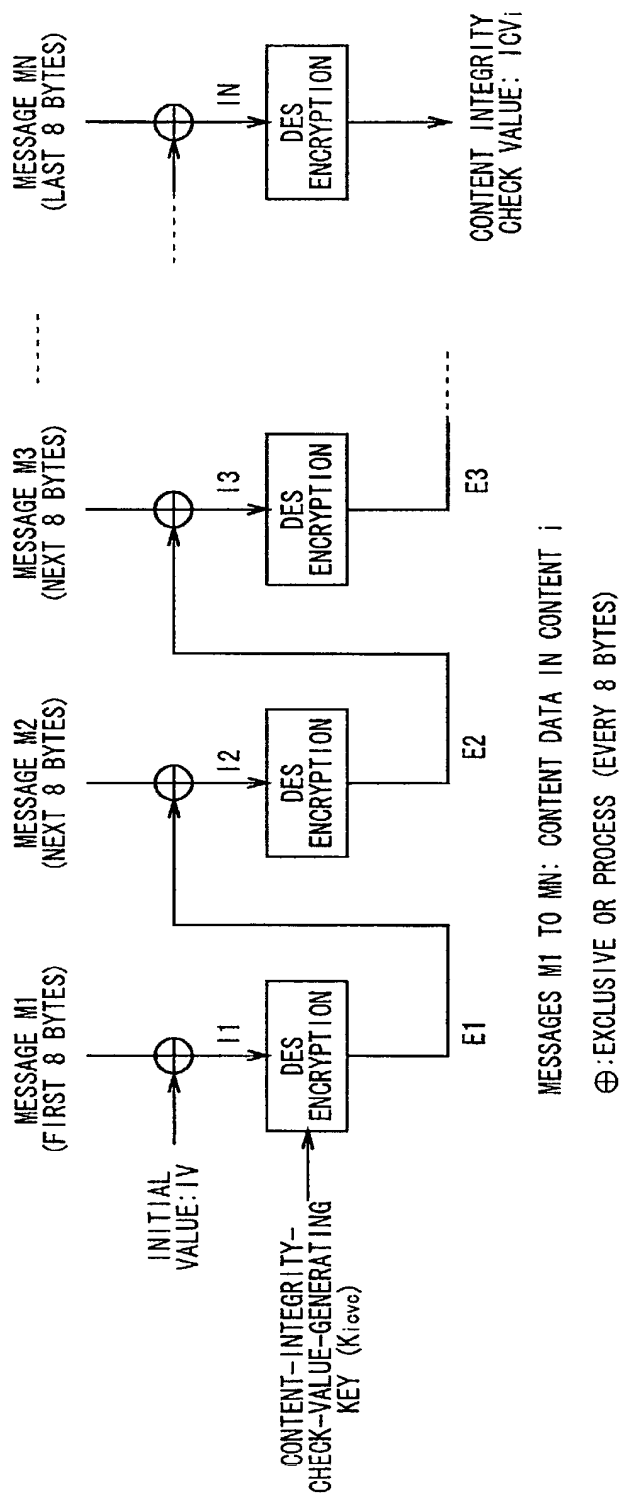 MESSAGE M1
(FIRST 8 BYTES)
MESSAGE M2
(NEXT 8 BYTES)
MESSAGE M3
(NEXT 8 BYTES)
MESSAGE MN
(LAST 8 BYTES)
INITIAL
VALUE:IV
I1
I2
I3
IN
CONTENT-INTEGRITY-
CHECK-VALUE-GENERATING
KEY (Kicvc)
DES
ENCRYPTION
DES
ENCRYPTION
DES
ENCRYPTION
DES
ENCRYPTION
E1
E2
E3
CONTENT INTEGRITY
CHECK VALUE: ICVi
MESSAGES M1 TO MN: CONTENT DATA IN CONTENT i
⊕:EXCLUSIVE OR PROCESS (EVERY 8 BYTES)